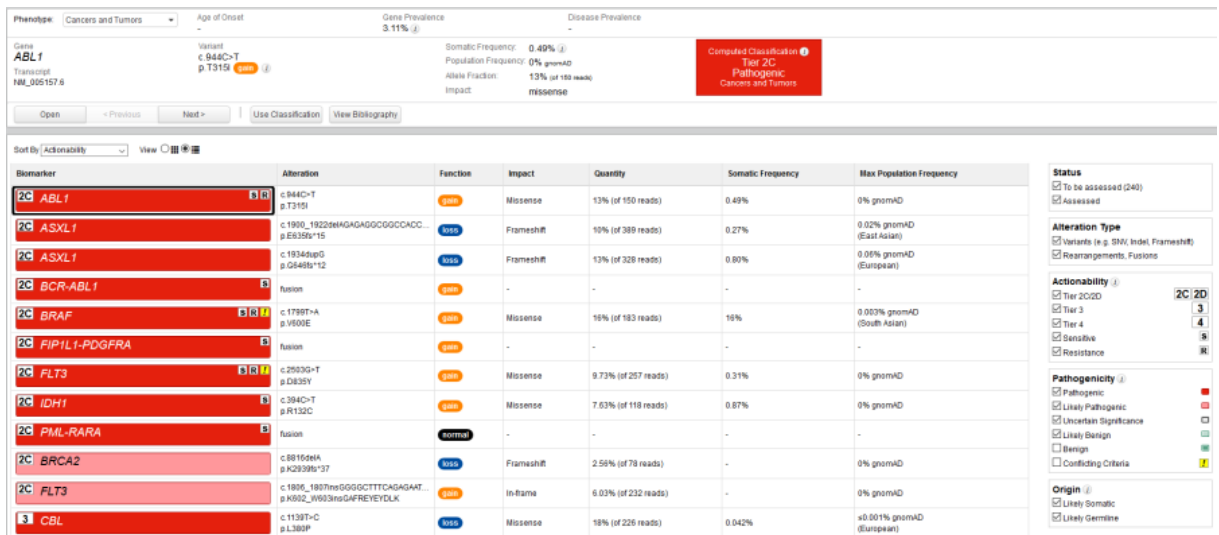 Phenotype: Cancers and Tumors Age of Onset Gene Prevalence Disease Prevalence
- 3.11% -
Gene Variant Somatic Frequency: 0.49% Computed Classification
ABL1 c.944C>T Population Frequency: 0% gnomAD Tier 2C
Transcript p.T315I gain Allele Fraction: 13% (of 150 reads) Pathogenic
NM_005157.6 Impact: missense Cancers and Tumors
Open < Previous Next > Use Classification View Bibliography
Sort By Actionability View
Biomarker Alteration Function Impact Quantity Somatic Frequency Max Population Frequency
2C ABL1 S R c.944C>T p.T315I gain Missense 13% (of 150 reads) 0.49% 0% gnomAD
2C ASXL1 c.1900_1922delAGAGAGGCGGCCACC... p.E635fs*15 loss Frameshift 10% (of 389 reads) 0.27% 0.02% gnomAD (East Asian)
2C ASXL1 c.1934dupG p.G646fs*12 loss Frameshift 13% (of 328 reads) 0.80% 0.06% gnomAD (European)
2C BCR-ABL1 S fusion gain - - - -
2C BRAF S R ! c.1799T>A p.V600E gain Missense 16% (of 183 reads) 16% 0.003% gnomAD (South Asian)
2C FIP1L1-PDGFRA S fusion gain - - - -
2C FLT3 S R ! c.2503G>T p.D835Y gain Missense 9.73% (of 257 reads) 0.31% 0% gnomAD
2C IDH1 S c.394C>T p.R132C gain Missense 7.63% (of 118 reads) 0.87% 0% gnomAD
2C PML-RARA S fusion normal - - - -
2C BRCA2 c.8816delA p.K2939fs*37 loss Frameshift 2.56% (of 78 reads) - 0% gnomAD
2C FLT3 c.1806_1807insGGGGCTTTCAGAGAAT... p.K602_W603insGAFREYEYDLK gain In-frame 6.03% (of 232 reads) - 0% gnomAD
3 CBL c.1139T>C p.L380P loss Missense 18% (of 226 reads) 0.042% ≤0.001% gnomAD (European)
Status
To be assessed (240)
Assessed
Alteration Type
Variants (e.g. SNV, Indel, Frameshift)
Rearrangements, Fusions
Actionability
Tier 2C/2D 2C 2D
Tier 3 3
Tier 4 4
Sensitive S
Resistance R
Pathogenicity
Pathogenic
Likely Pathogenic
Uncertain Significance
Likely Benign
Benign
Conflicting Criteria !
Origin
Likely Somatic
Likely Germline